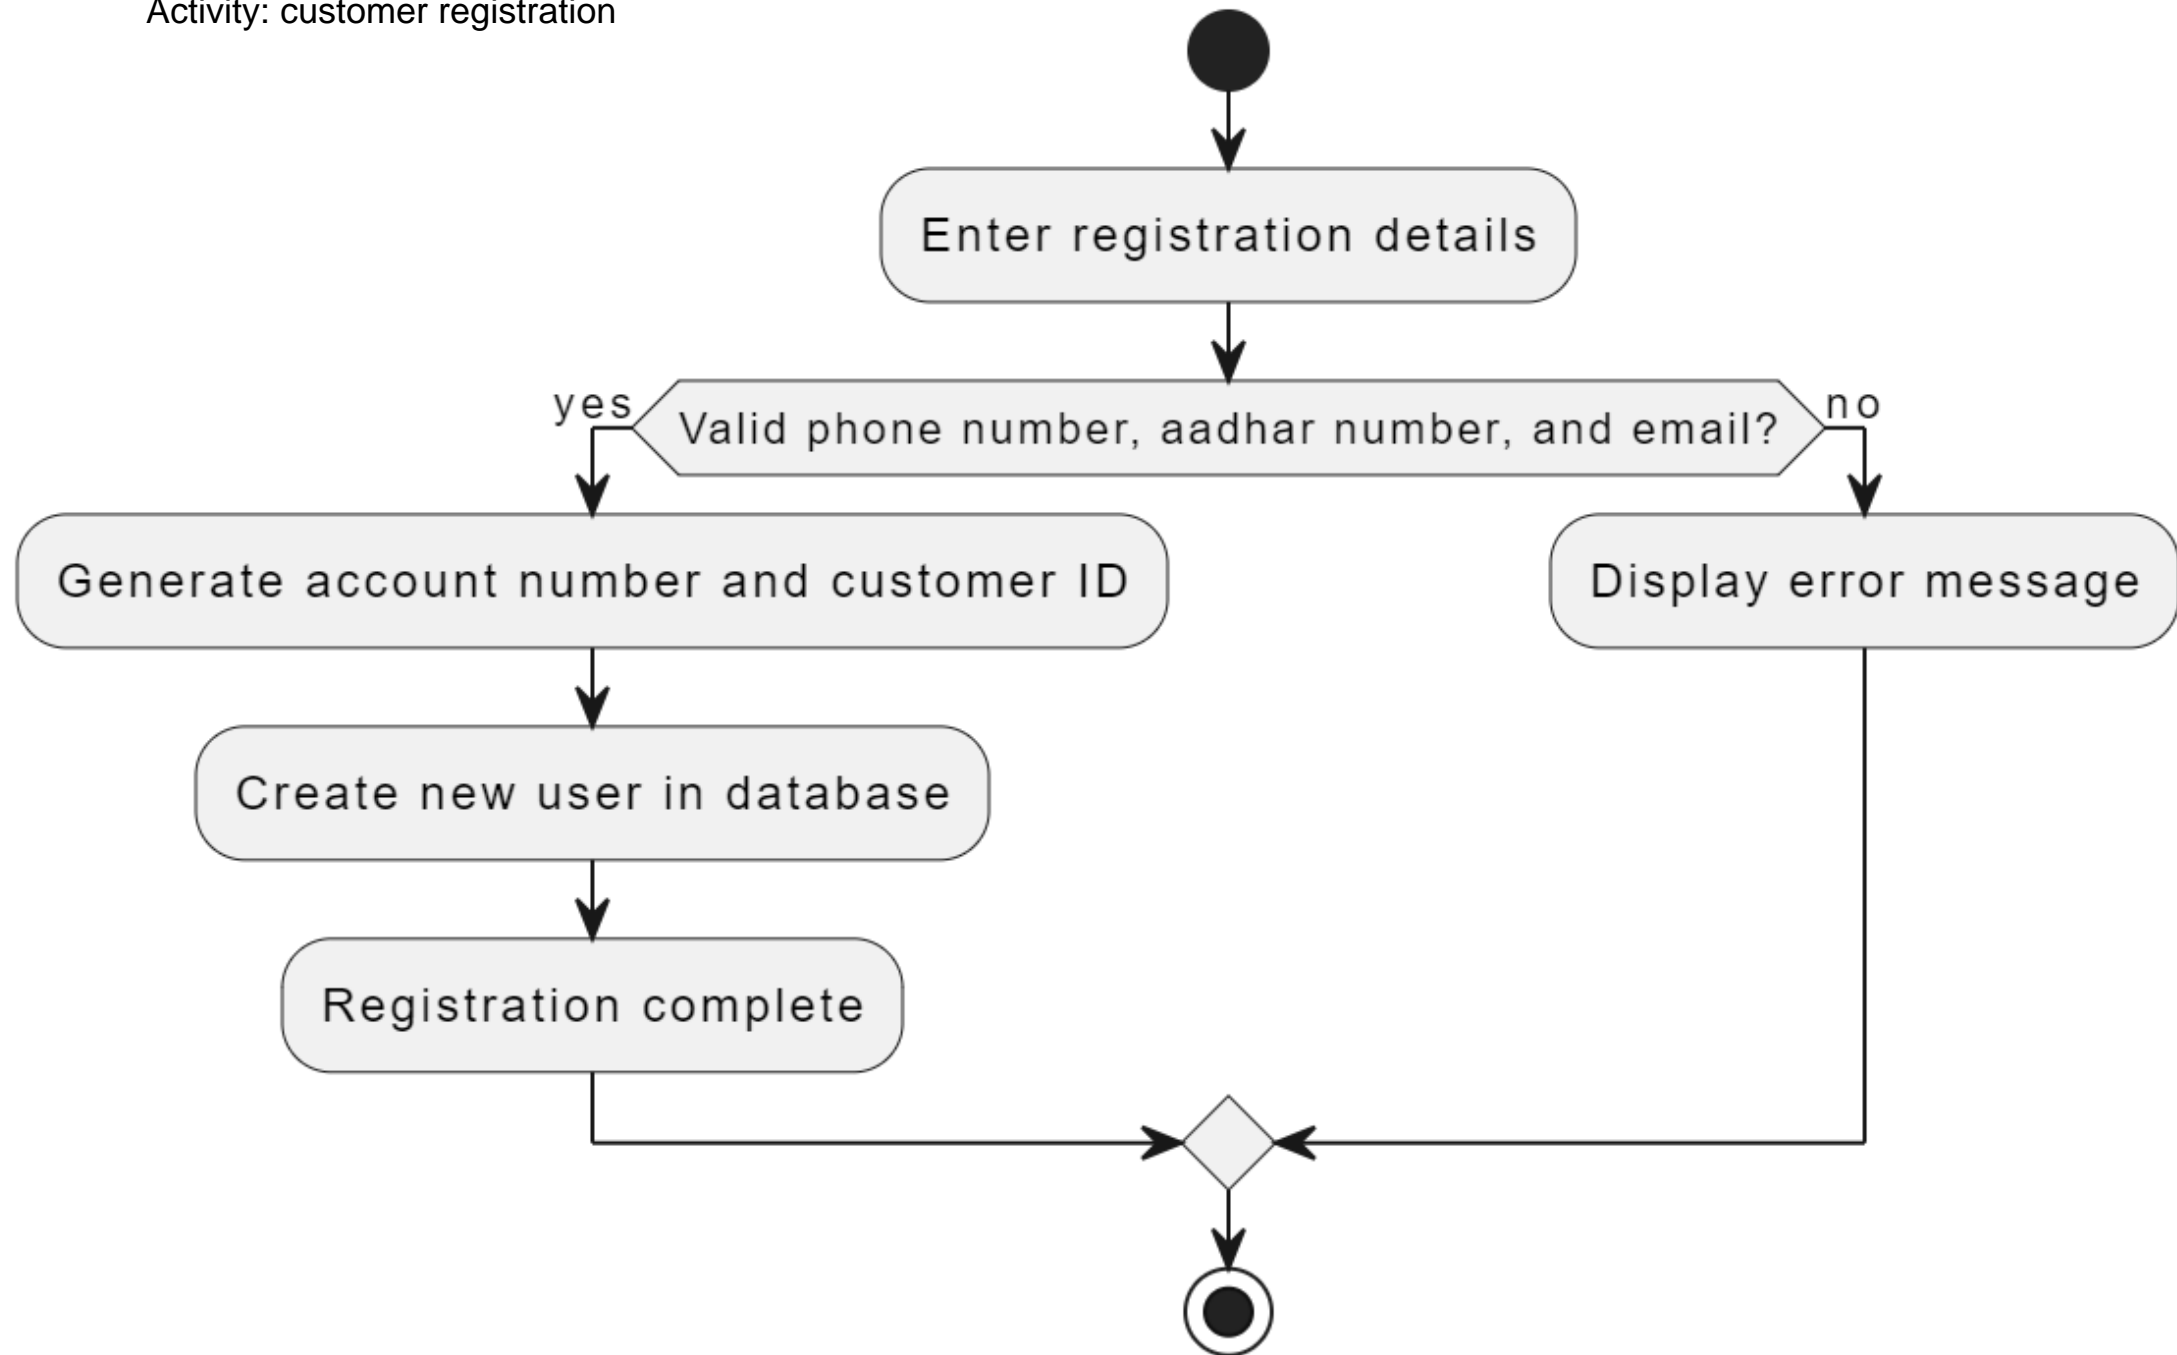 Activity: customer registration
Enter registration details
yes
Valid phone number, aadhar number, and email?
no
Generate account number and customer ID
Display error message
Create new user in database
Registration complete